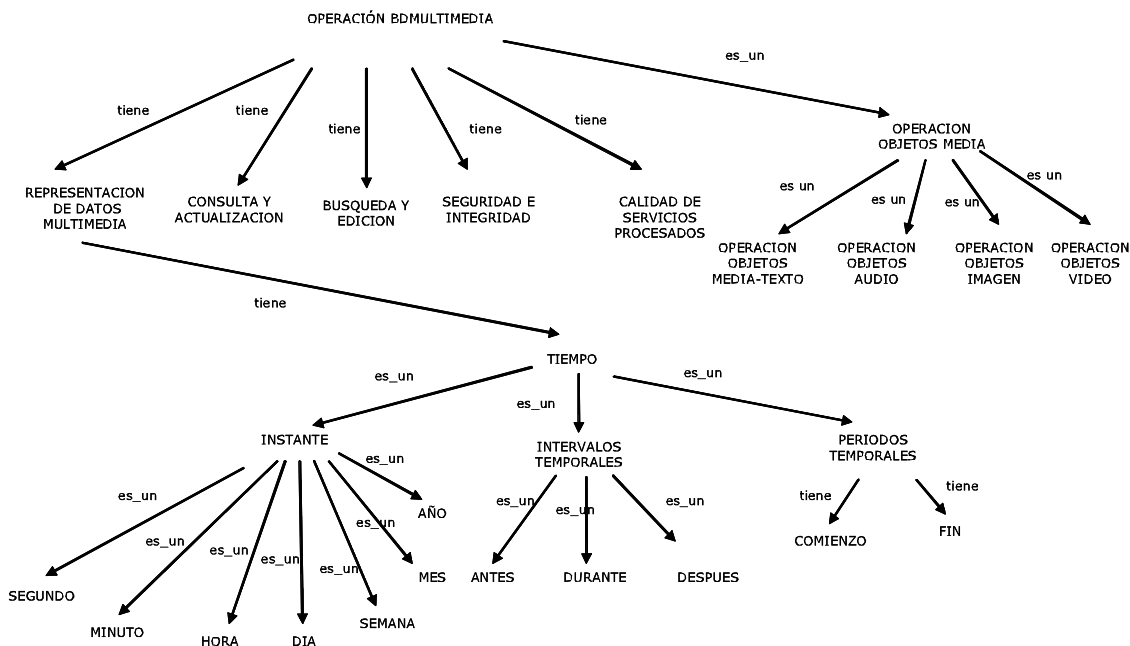 OPERACIÓN BDMULTIMEDIA
es_un
tiene
tiene
tiene
tiene
tiene
OPERACION
OBJETOS MEDIA
REPRESENTACION
DE DATOS
MULTIMEDIA
CONSULTA Y
ACTUALIZACION
BUSQUEDA Y
EDICION
SEGURIDAD E
INTEGRIDAD
CALIDAD DE
SERVICIOS
PROCESADOS
es un
es un
es un
es un
OPERACION
OBJETOS
MEDIA-TEXTO
OPERACION
OBJETOS
AUDIO
OPERACION
OBJETOS
IMAGEN
OPERACION
OBJETOS
VIDEO
tiene
TIEMPO
es_un
es_un
es_un
INSTANTE
INTERVALOS
TEMPORALES
PERIODOS
TEMPORALES
es_un
es_un
es_un
es_un
es_un
es_un
es_un
SEGUNDO
MINUTO
HORA
DIA
SEMANA
MES
AÑO
es_un
es_un
es_un
ANTES
DURANTE
DESPUES
tiene
tiene
COMIENZO
FIN